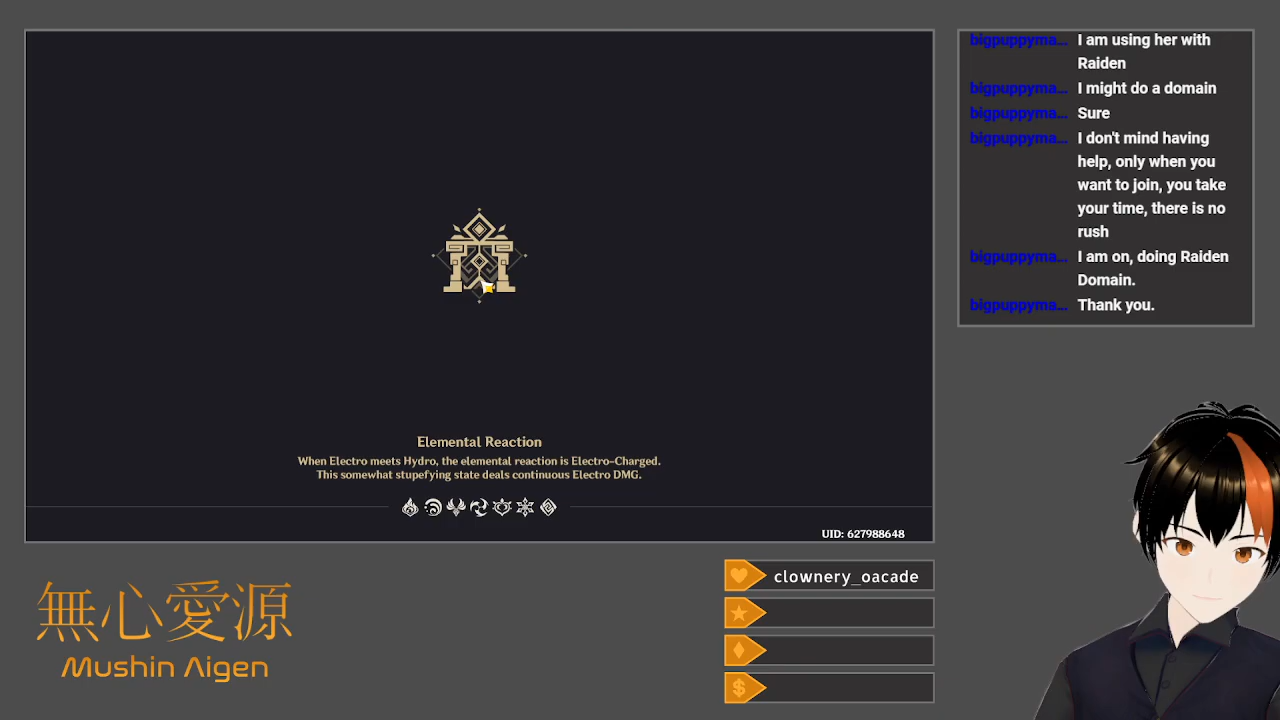 bigpuppyma... I am using her with
Raiden
bigpuppyma... I might do a domain
bigpuppyma... Sure
bigpuppyma... I don't mind having
help, only when you
want to join, you take
your time, there is no
rush
bigpuppyma... I am on, doing Raiden
Domain.
bigpuppyma... Thank you.
Elemental Reaction
When Electro meets Hydro, the elemental reaction is Electro-Charged.
This somewhat stupefying state deals continuous Electro DMG.
UID: 627988648
clownery_oacade
無心愛源
Mushin Aigen
$